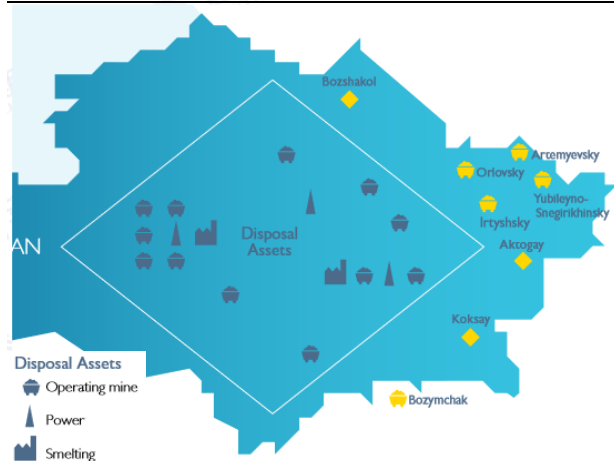 Bozshakol
Artemyevsky
Orlovsky
Yubileyno-
Snegirikhinsky
Irtyshsky
AN
Disposal
Assets
Aktogay
Koksay
Disposal Assets
Operating mine
Bozymchak
Power
Smelting